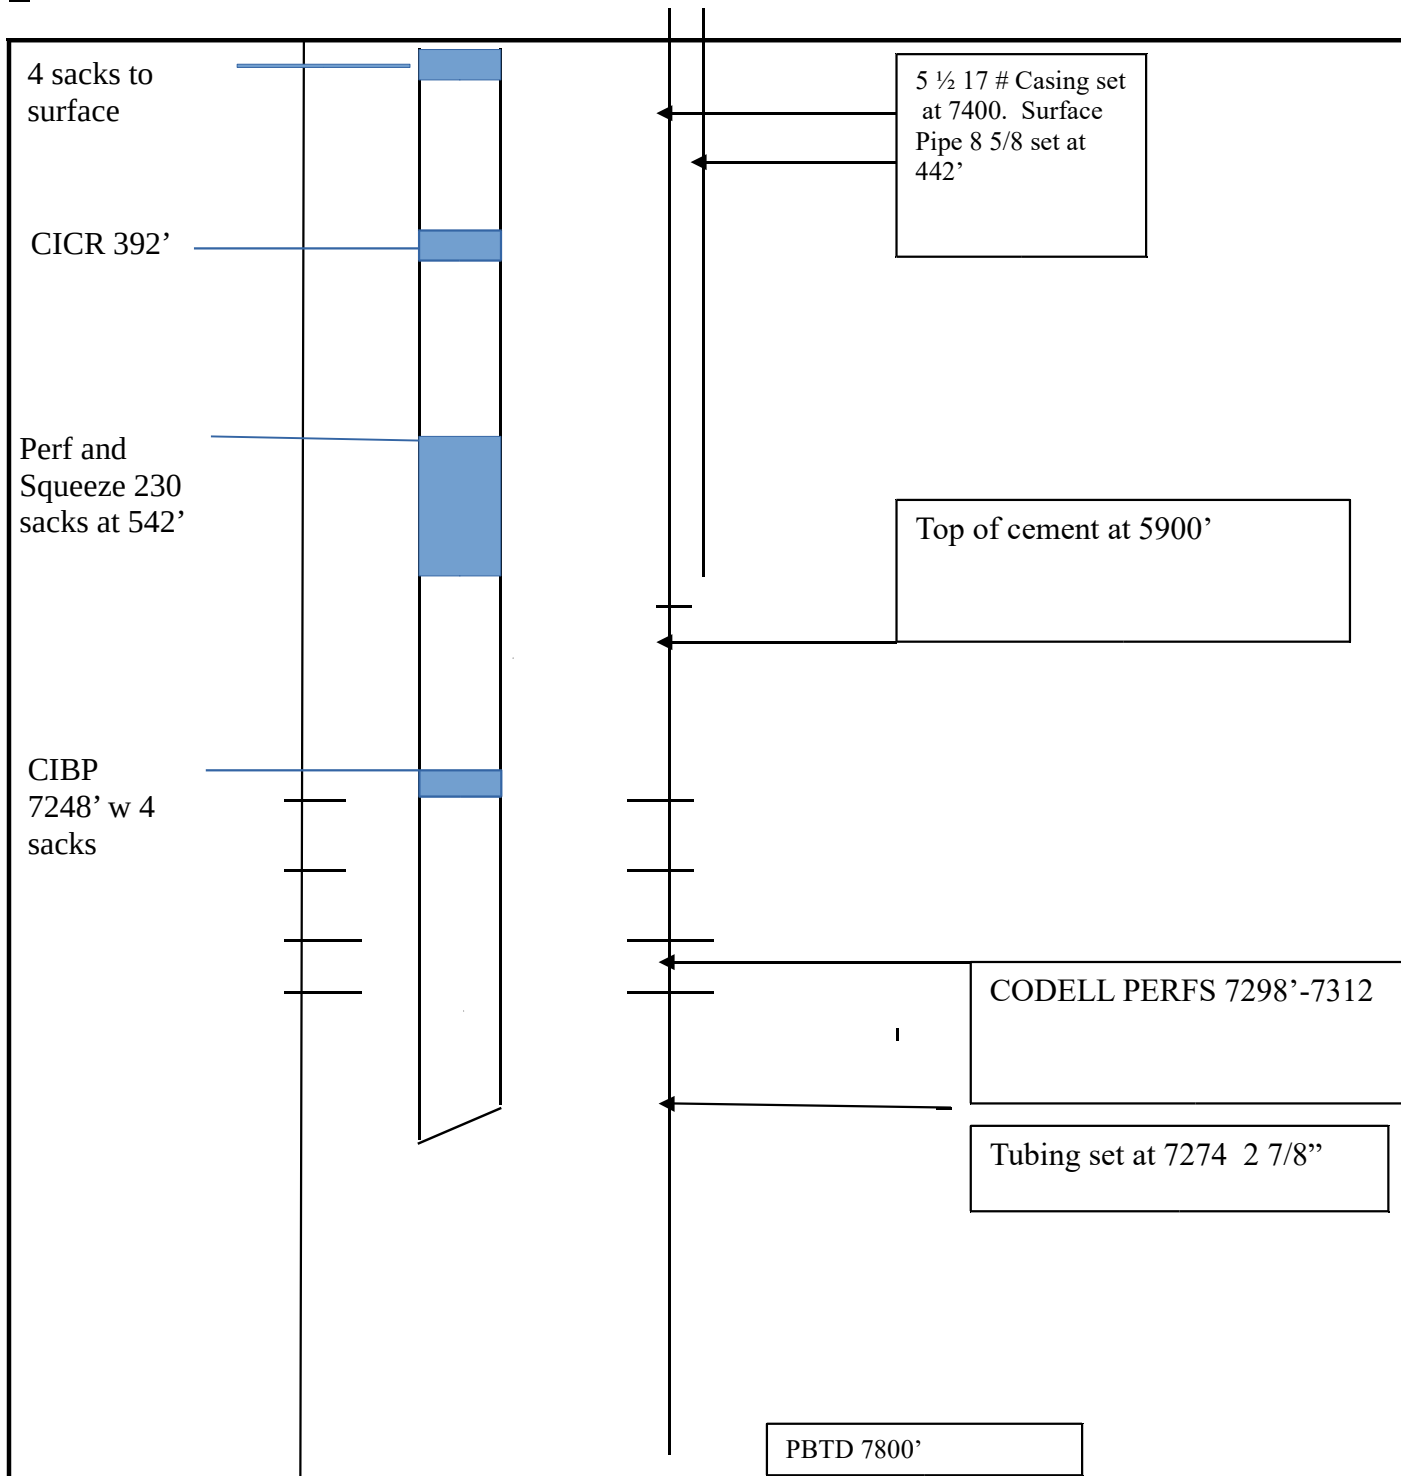 4 sacks to
surface
5 ½ 17 # Casing set
at 7400.  Surface
Pipe 8 5/8 set at
442’
CICR 392’
Perf and
Squeeze 230
sacks at 542’
Top of cement at 5900’
CIBP
7248’ w 4
sacks
CODELL PERFS 7298’-7312
Tubing set at 7274  2 7/8”
PBTD 7800’